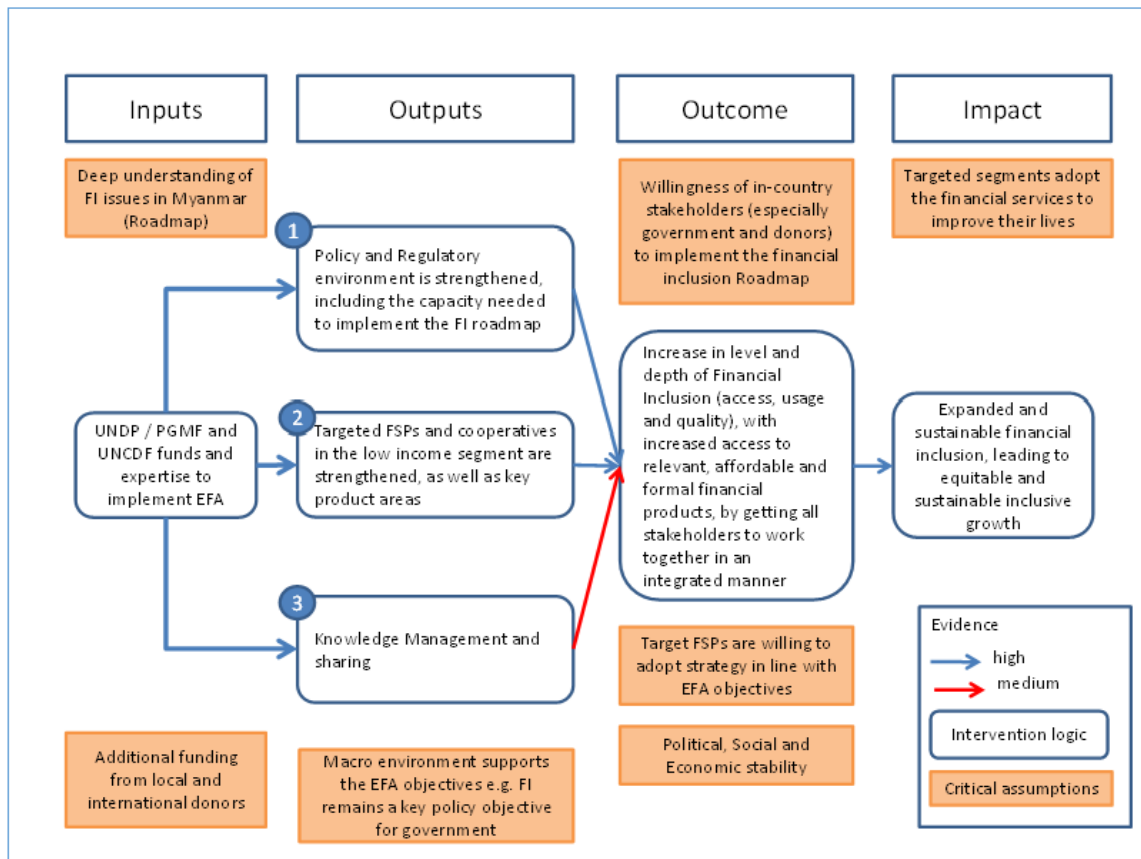 Inputs
Outputs
Outcome
Impact
Deep understanding of
FI issues in Myanmar
(Roadmap)
Willingness of in-country
stakeholders (especially
government and donors)
to implement the financial
inclusion Roadmap
Targeted segments adopt
the financial services to
improve their lives
1
Policy and Regulatory
environment is strengthened,
including the capacity needed
to implement the FI roadmap
UNDP / PGMF and
UNCDF funds and
expertise to
implement EFA
2
Targeted FSPs and cooperatives
in the low income segment are
strengthened, as well as key
product areas
3
Knowledge Management and
sharing
Increase in level and
depth of Financial
Inclusion (access, usage
and quality), with
increased access to
relevant, affordable and
formal financial
products, by getting all
stakeholders to work
together in an
integrated manner
Expanded and
sustainable financial
inclusion, leading to
equitable and
sustainable inclusive
growth
Target FSPs are willing to
adopt strategy in line with
EFA objectives
Political, Social and
Economic stability
Additional funding
from local and
international donors
Macro environment supports
the EFA objectives e.g. FI
remains a key policy objective
for government
Evidence
high
medium
Intervention logic
Critical assumptions